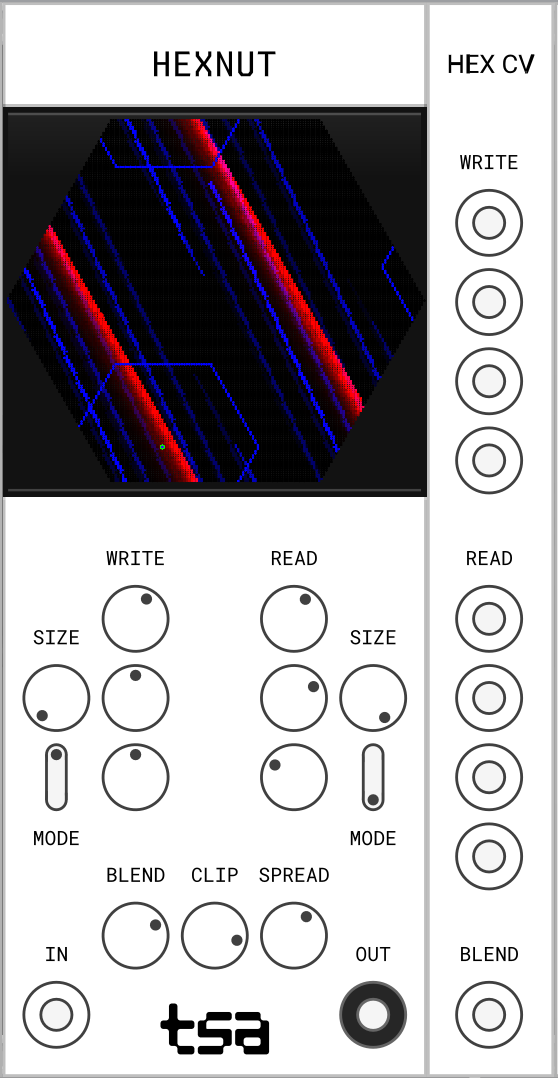 HEXNUT
HEX CV
WRITE
WRITE
READ
READ
SIZE
SIZE
MODE
MODE
BLEND
CLIP
SPREAD
IN
OUT
BLEND
tsa